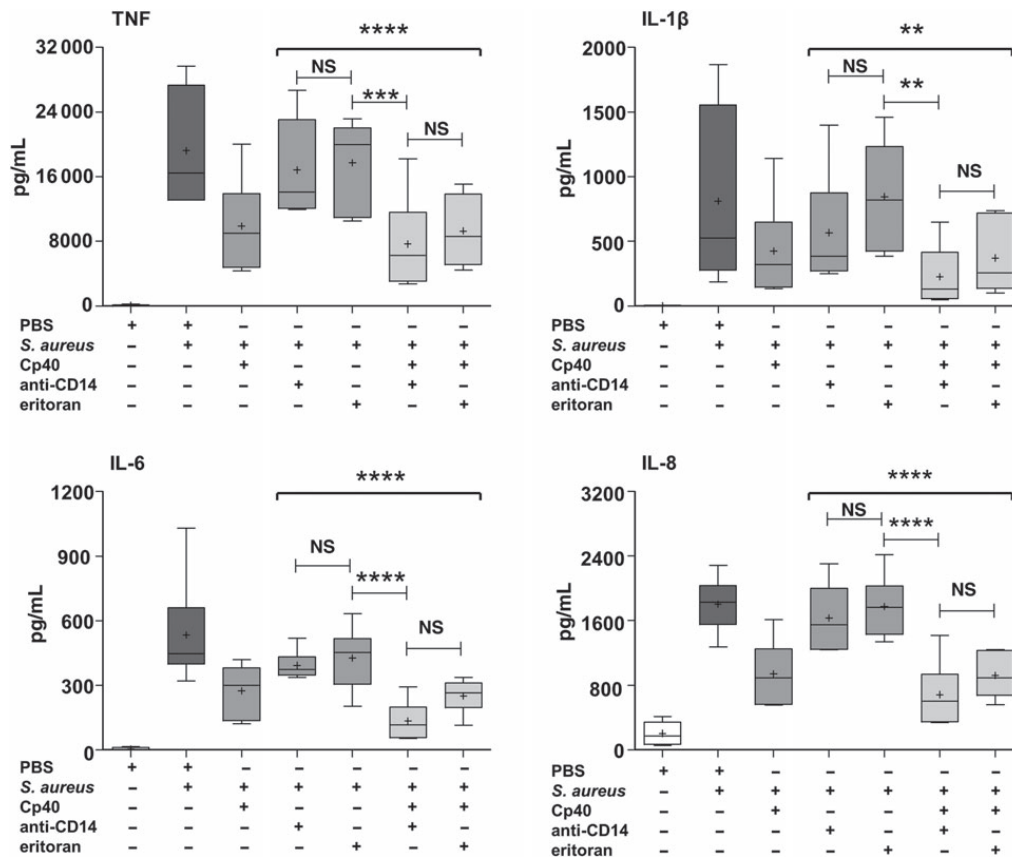 TNF
****
NS
***
NS
pg/mL
32 000
24 000
16 000
8000
0
PBS + + – – – – –
S. aureus – + + + + + +
Cp40 – – + – – + +
anti-CD14 – – – + – + –
eritoran – – – – + – +
IL-1β
**
NS
**
NS
pg/mL
2000
1500
1000
500
0
PBS + + – – – – –
S. aureus – + + + + + +
Cp40 – – + – – + +
anti-CD14 – – – + – + –
eritoran – – – – + – +
IL-6
****
NS
****
NS
pg/mL
1200
900
600
300
0
PBS + + – – – – –
S. aureus – + + + + + +
Cp40 – – + – – + +
anti-CD14 – – – + – + –
eritoran – – – – + – +
IL-8
****
NS
****
NS
pg/mL
3200
2400
1600
800
0
PBS + + – – – – –
S. aureus – + + + + + +
Cp40 – – + – – + +
anti-CD14 – – – + – + –
eritoran – – – – + – +